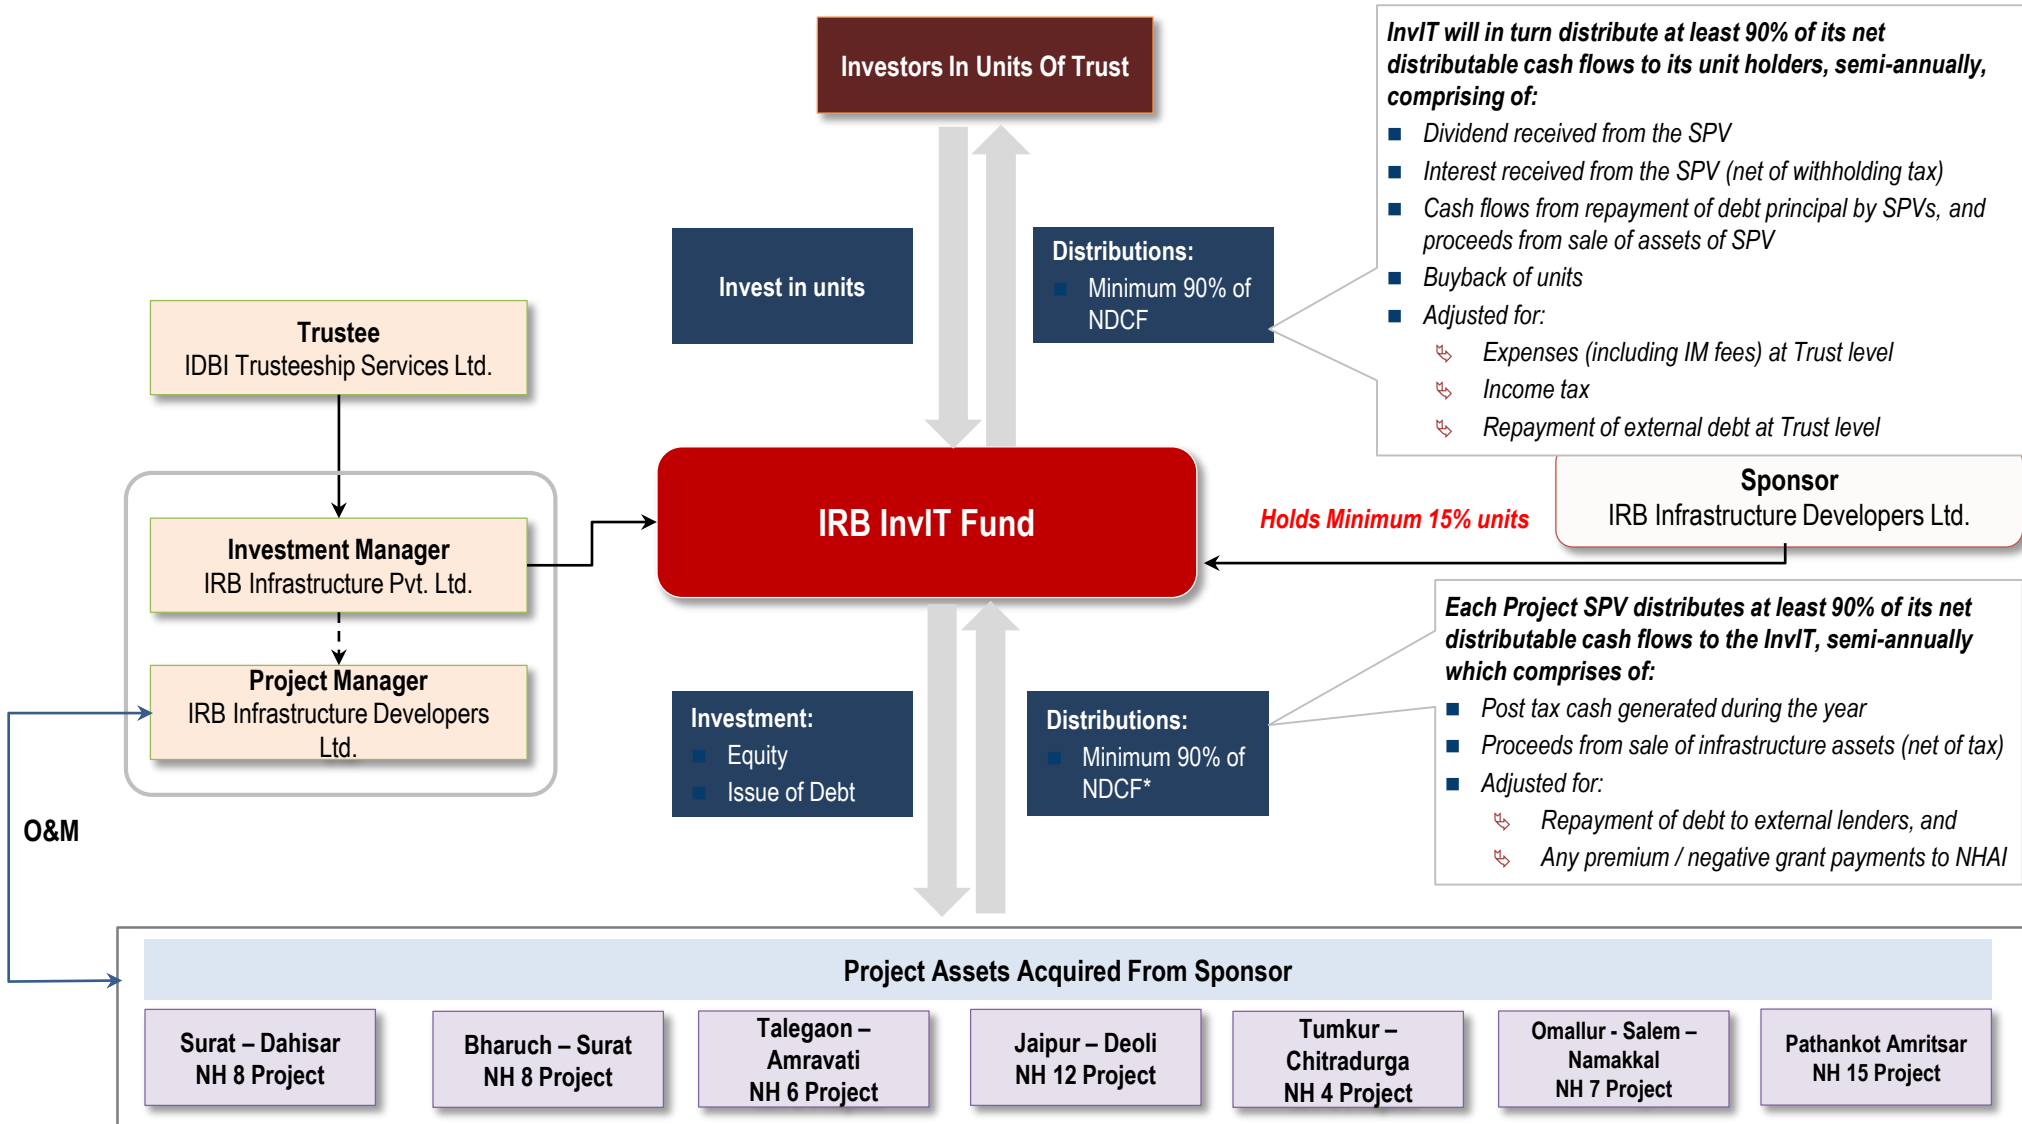 Investors In Units Of Trust
InvIT will in turn distribute at least 90% of its net
distributable cash flows to its unit holders, semi-annually,
comprising of:
Dividend received from the SPV
Interest received from the SPV (net of withholding tax)
Cash flows from repayment of debt principal by SPVs, and
proceeds from sale of assets of SPV
Buyback of units
Adjusted for:
Expenses (including IM fees) at Trust level
Income tax
Repayment of external debt at Trust level
Invest in units
Distributions:
Minimum 90% of
NDCF
Trustee
IDBI Trusteeship Services Ltd.
Investment Manager
IRB Infrastructure Pvt. Ltd.
Project Manager
IRB Infrastructure Developers
Ltd.
O&M
IRB InvIT Fund
Holds Minimum 15% units
Sponsor
IRB Infrastructure Developers Ltd.
Investment:
Equity
Issue of Debt
Distributions:
Minimum 90% of
NDCF*
Each Project SPV distributes at least 90% of its net
distributable cash flows to the InvIT, semi-annually
which comprises of:
Post tax cash generated during the year
Proceeds from sale of infrastructure assets (net of tax)
Adjusted for:
Repayment of debt to external lenders, and
Any premium / negative grant payments to NHAI
Project Assets Acquired From Sponsor
Surat – Dahisar
NH 8 Project
Bharuch – Surat
NH 8 Project
Talegaon –
Amravati
NH 6 Project
Jaipur – Deoli
NH 12 Project
Tumkur –
Chitradurga
NH 4 Project
Omallur - Salem –
Namakkal
NH 7 Project
Pathankot Amritsar
NH 15 Project